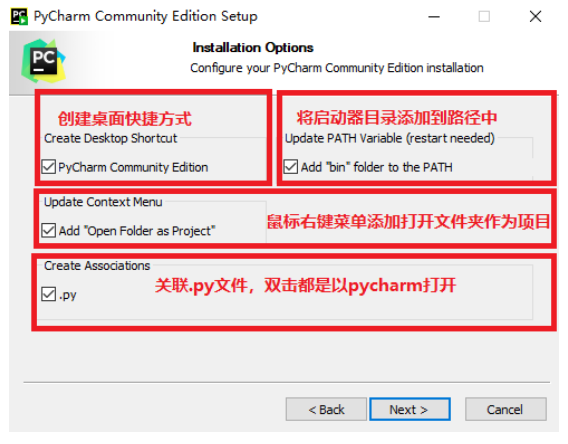 PyCharm Community Edition Setup
PC
Installation Options
Configure your PyCharm Community Edition installation
创建桌面快捷方式
Create Desktop Shortcut
PyCharm Community Edition
将启动器目录添加到路径中
Update PATH Variable (restart needed)
Add "bin" folder to the PATH
Update Context Menu
Add "Open Folder as Project"
鼠标右键菜单添加打开文件夹作为项目
Create Associations
.py
关联.py文件，双击都是以pycharm打开
< Back
Next >
Cancel